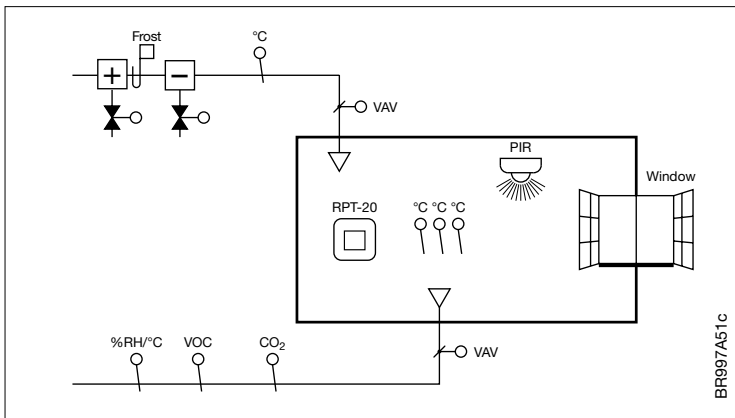 Frost
°C
+
−
VAV
PIR
Window
RPT-20
°C °C °C
%RH/°C
VOC
CO₂
VAV
BR997A51c